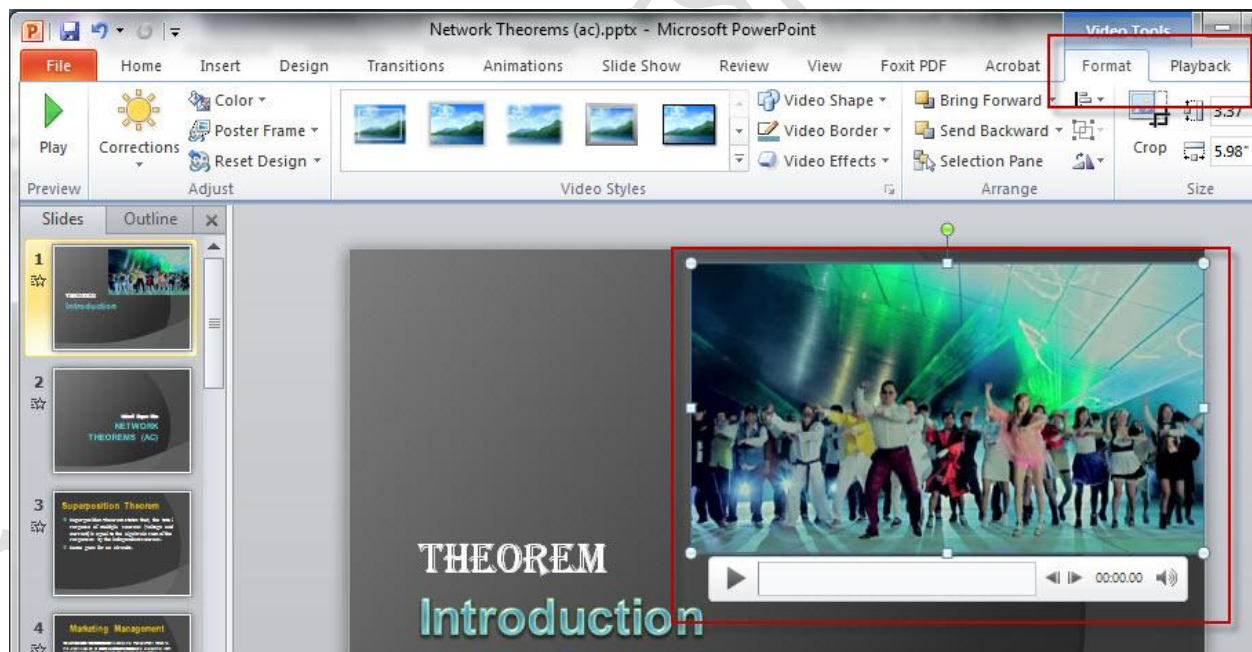 Network Theorems (ac).pptx - Microsoft PowerPoint
Video Tools
File Home Insert Design Transitions Animations Slide Show Review View Foxit PDF Acrobat Format Playback
Play
Preview
Corrections
Color
Poster Frame
Reset Design
Adjust
Video Styles
Video Shape
Video Border
Video Effects
Bring Forward
Send Backward
Selection Pane
Arrange
Crop
3.37"
5.98"
Size
Slides Outline
1
THEOREM
Introduction
2
NETWORK
THEOREMS (AC)
3
Superposition Theorem
4
Marketing Management
THEOREM
Introduction
00:00.00